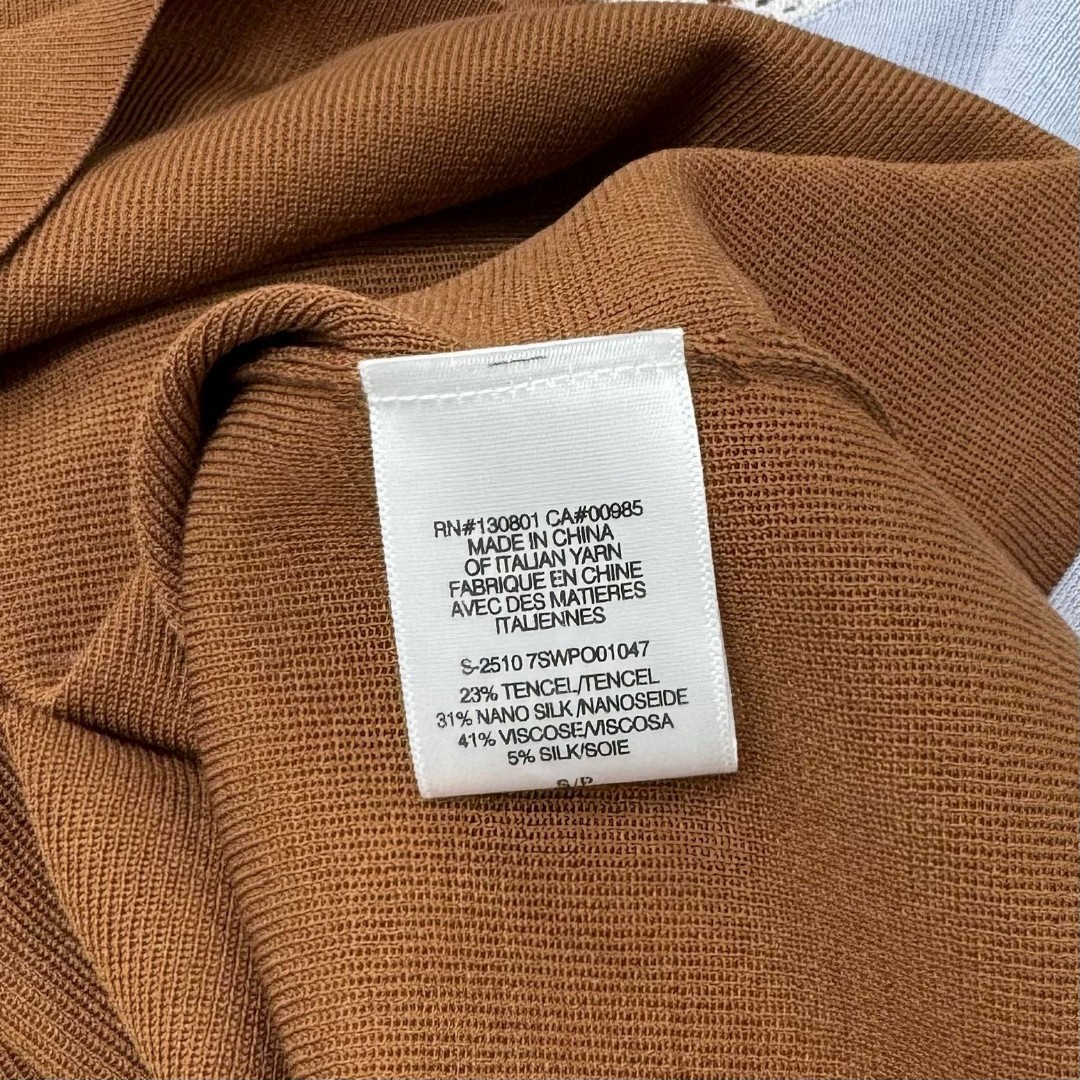 RN#130801 CA#00985
MADE IN CHINA
OF ITALIAN YARN
FABRIQUE EN CHINE
AVEC DES MATIERES
ITALIENNES
S-2510 7SWPO01047
23% TENCEL/TENCEL
31% NANO SILK /NANOSEIDE
41% VISCOSE/VISCOSA
5% SILK/SOIE